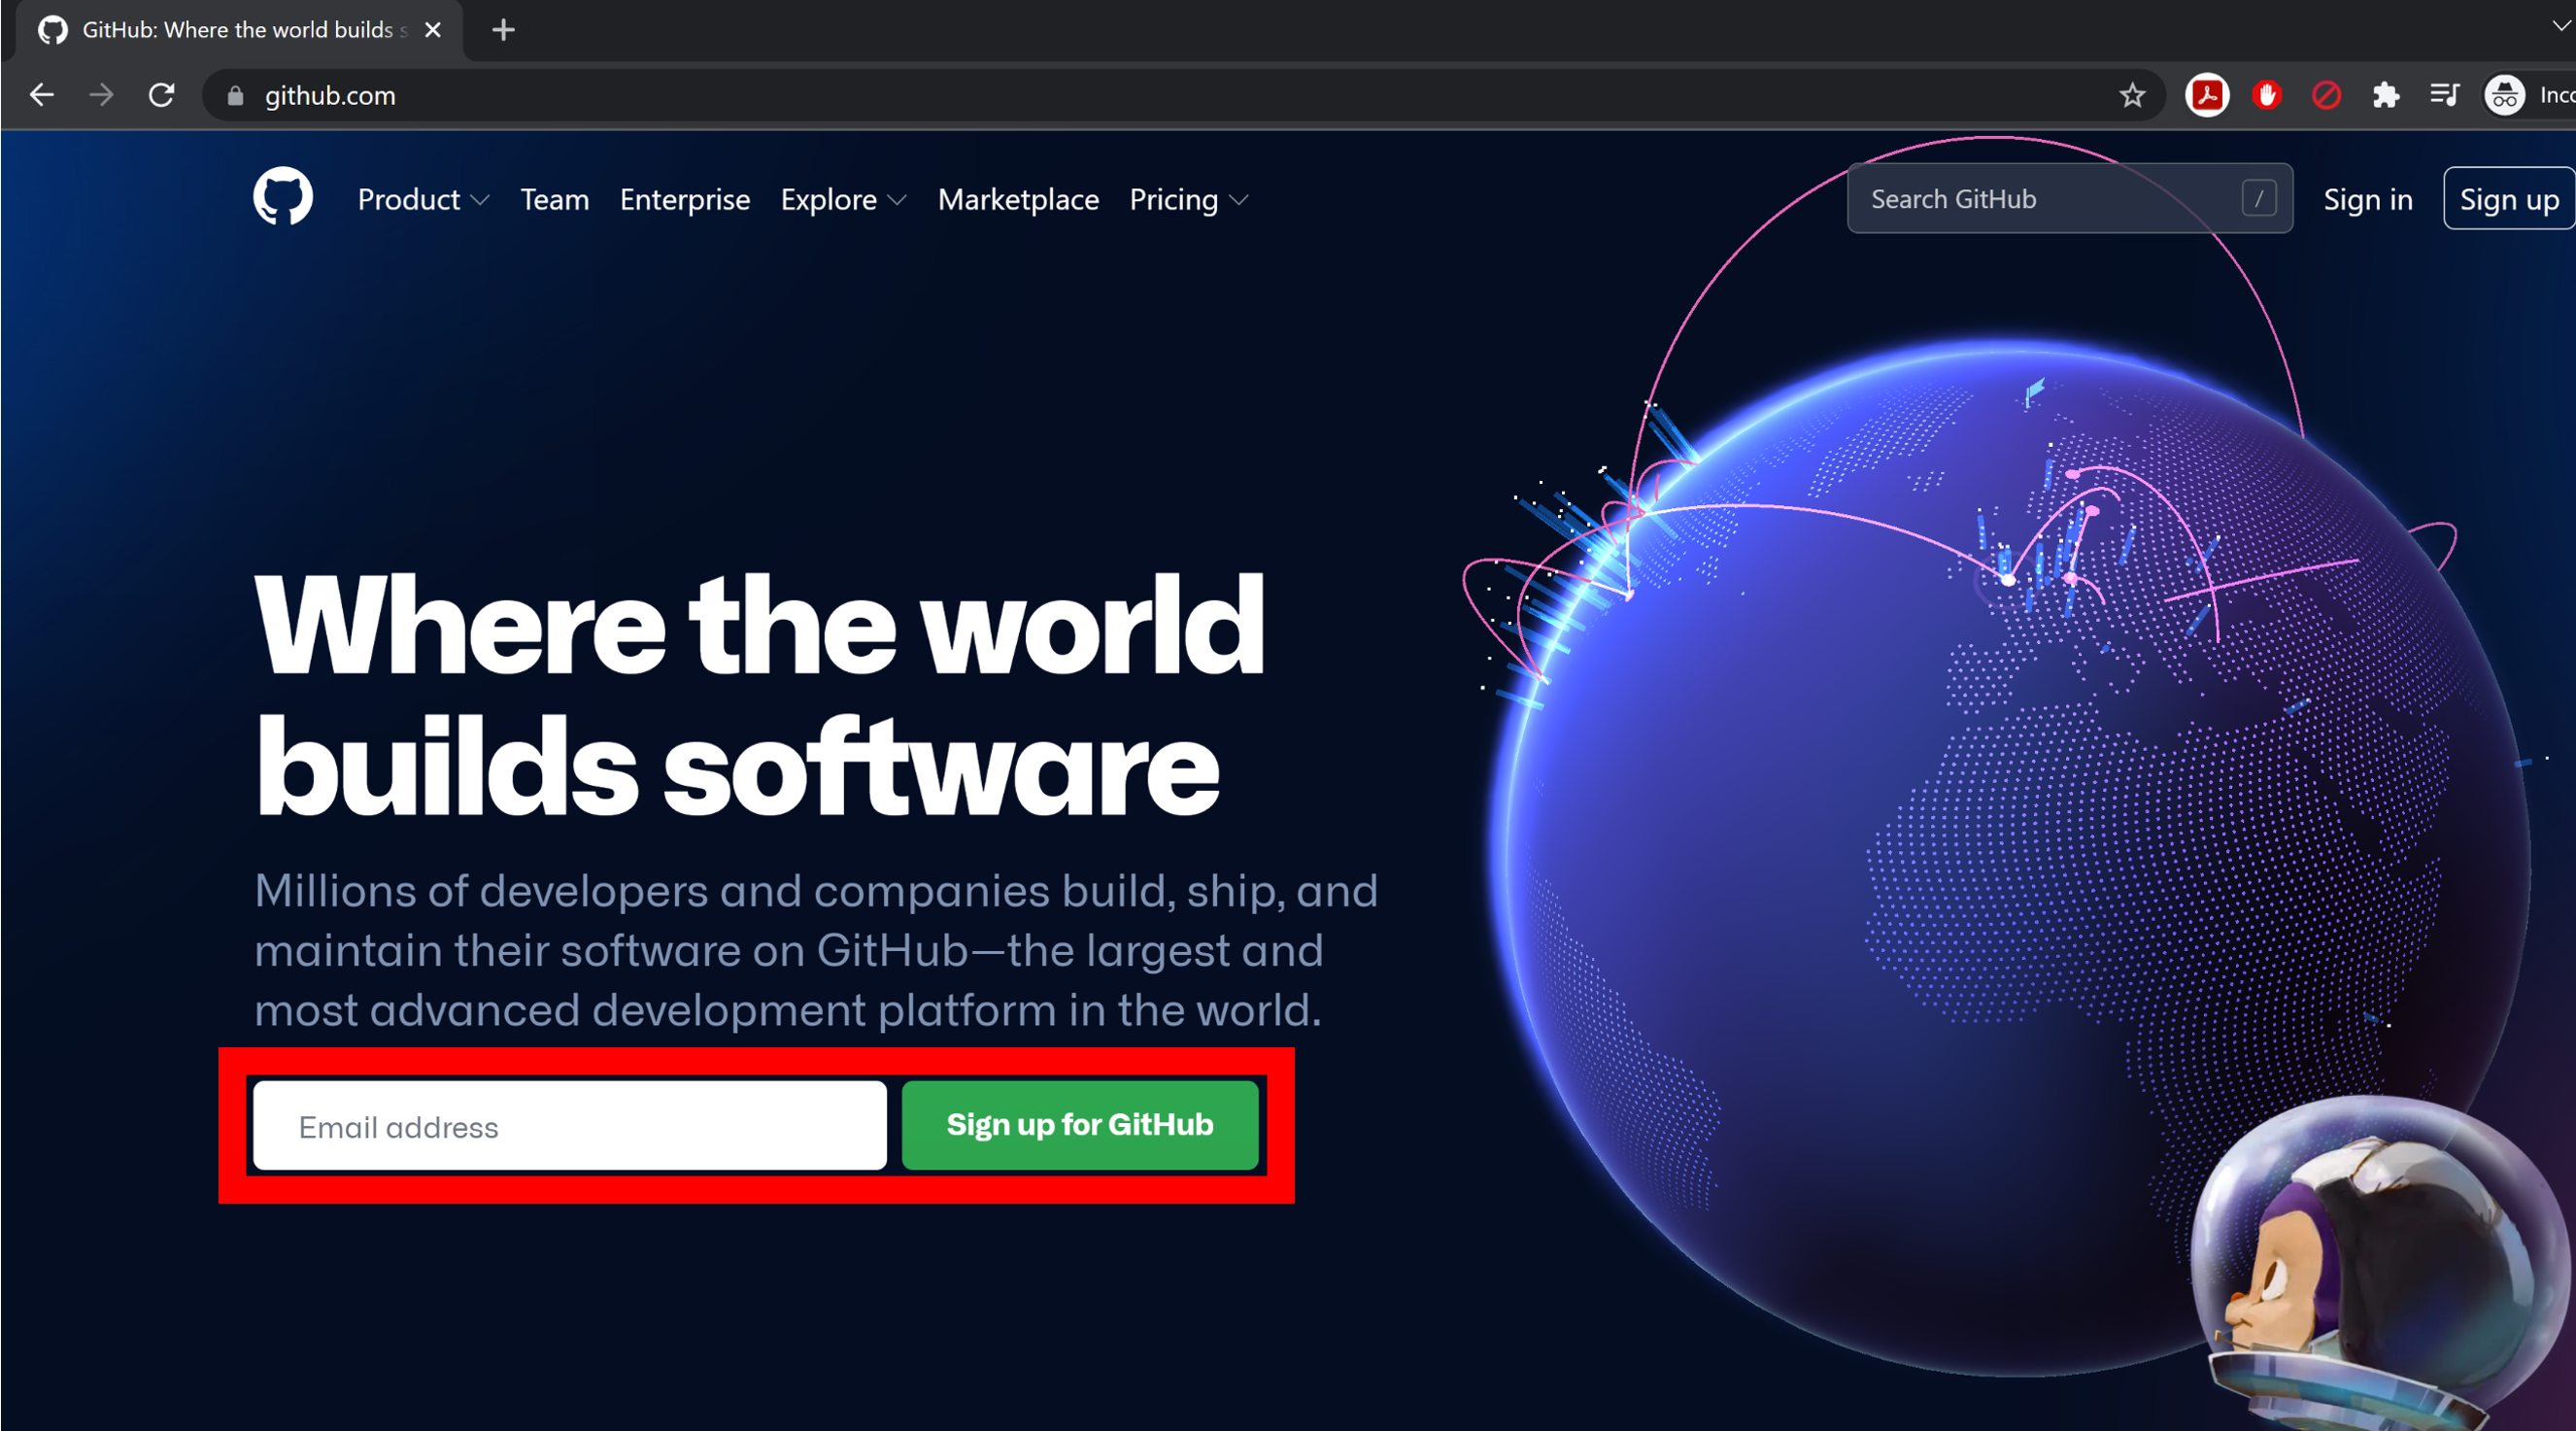 GitHub: Where the world builds
github.com
Inco
Product Team Enterprise Explore Marketplace Pricing Search GitHub / Sign in Sign up
Where the world
builds software
Millions of developers and companies build, ship, and
maintain their software on GitHub—the largest and
most advanced development platform in the world.
Email address Sign up for GitHub